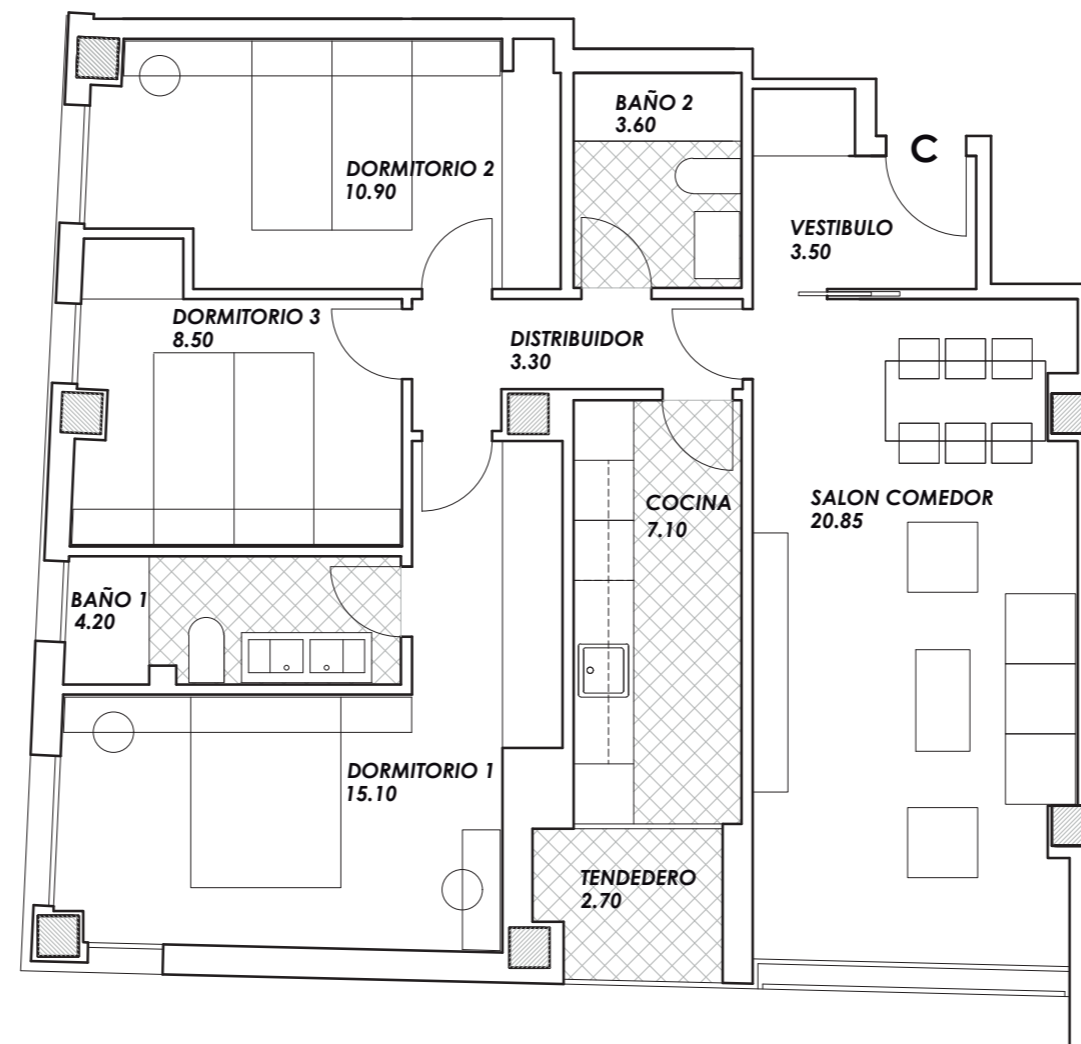 BAÑO 2
3.60
C
DORMITORIO 2
10.90
VESTIBULO
3.50
DORMITORIO 3
8.50
DISTRIBUIDOR
3.30
COCINA
7.10
SALON COMEDOR
20.85
BAÑO 1
4.20
DORMITORIO 1
15.10
TENDEDERO
2.70